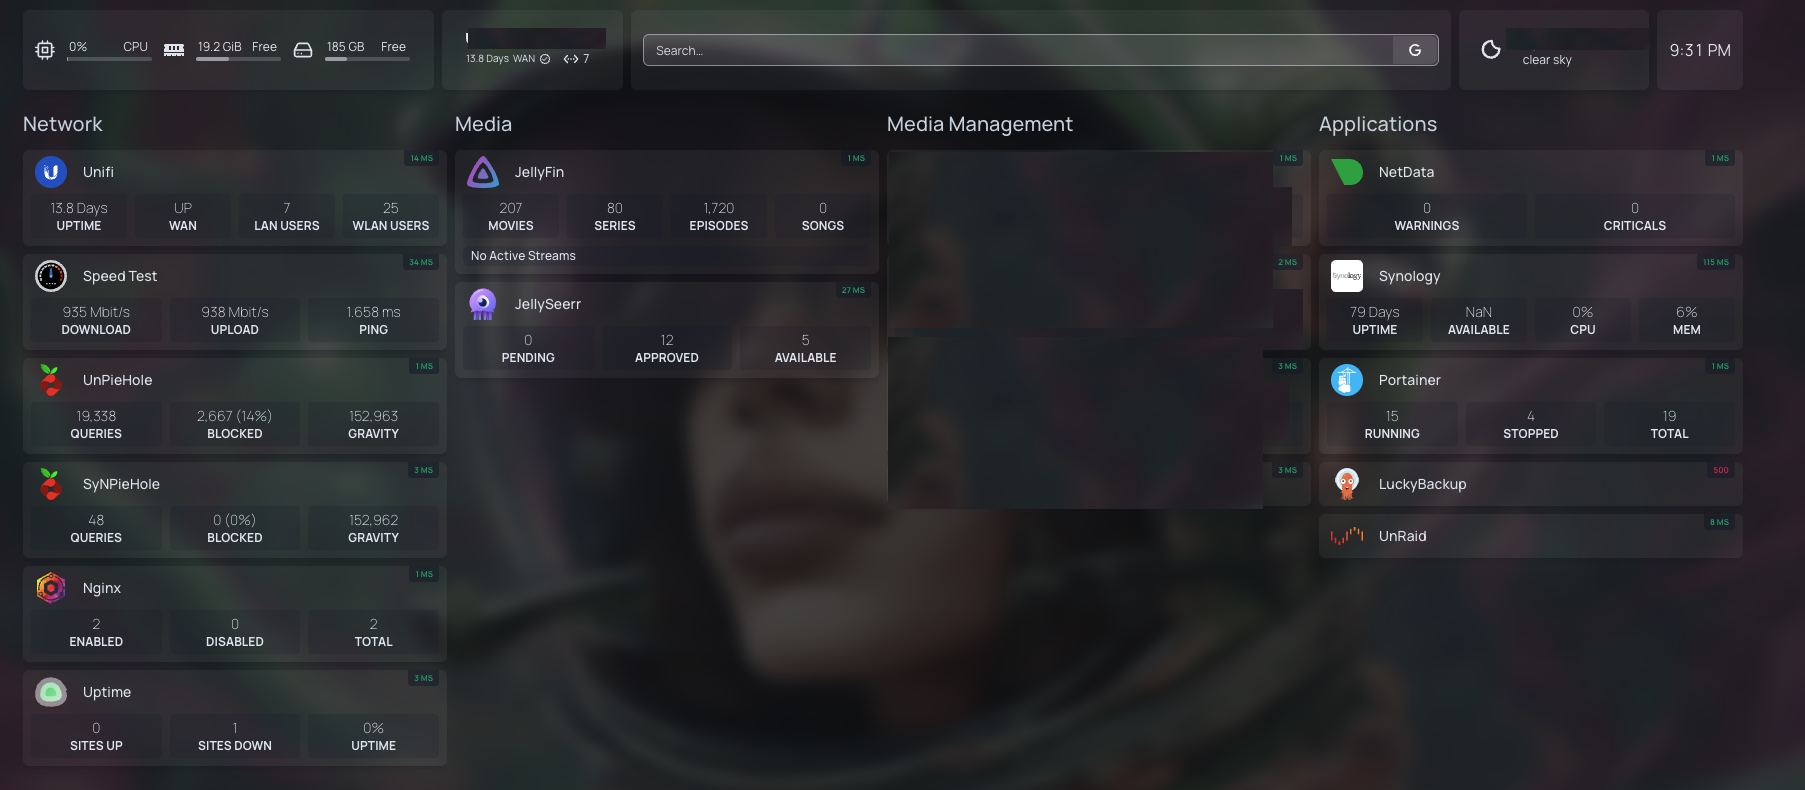 0% CPU
19.2 GiB Free
185 GB Free
13.8 Days WAN 7
Search...
G
clear sky
9:31 PM
Network
Unifi
14 MS
13.8 Days UP 7 25
UPTIME WAN LAN USERS WLAN USERS
Speed Test
34 MS
935 Mbit/s 938 Mbit/s 1.658 ms
DOWNLOAD UPLOAD PING
UnPieHole
1 MS
19,338 2,667 (14%) 152,963
QUERIES BLOCKED GRAVITY
SyNPieHole
3 MS
48 0 (0%) 152,962
QUERIES BLOCKED GRAVITY
Nginx
1 MS
2 0 2
ENABLED DISABLED TOTAL
Uptime
3 MS
0 1 0%
SITES UP SITES DOWN UPTIME
Media
JellyFin
1 MS
207 80 1,720 0
MOVIES SERIES EPISODES SONGS
No Active Streams
JellySeerr
27 MS
0 12 5
PENDING APPROVED AVAILABLE
Media Management
1 MS
2 MS
3 MS
3 MS
Applications
NetData
1 MS
0 0
WARNINGS CRITICALS
Synology
Synology
115 MS
79 Days NaN 0% 6%
UPTIME AVAILABLE CPU MEM
Portainer
1 MS
15 4 19
RUNNING STOPPED TOTAL
LuckyBackup
500
UnRaid
8 MS